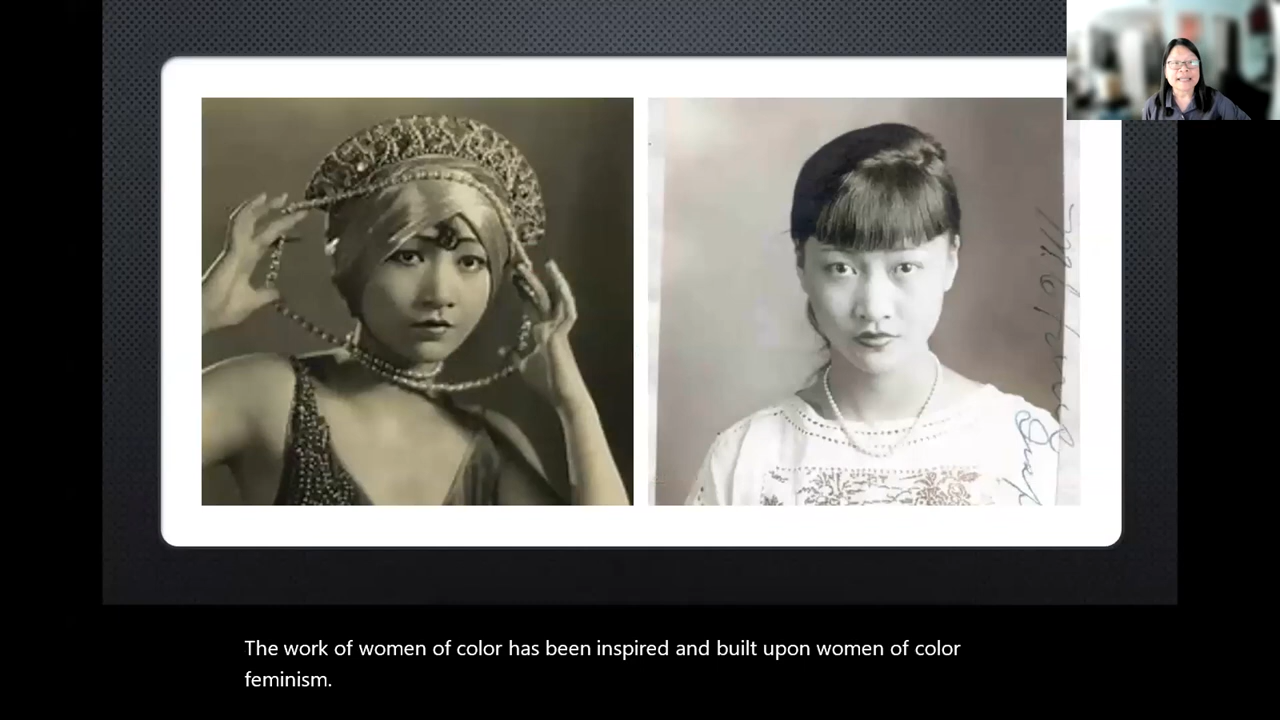 The work of women of color has been inspired and built upon women of color
feminism.